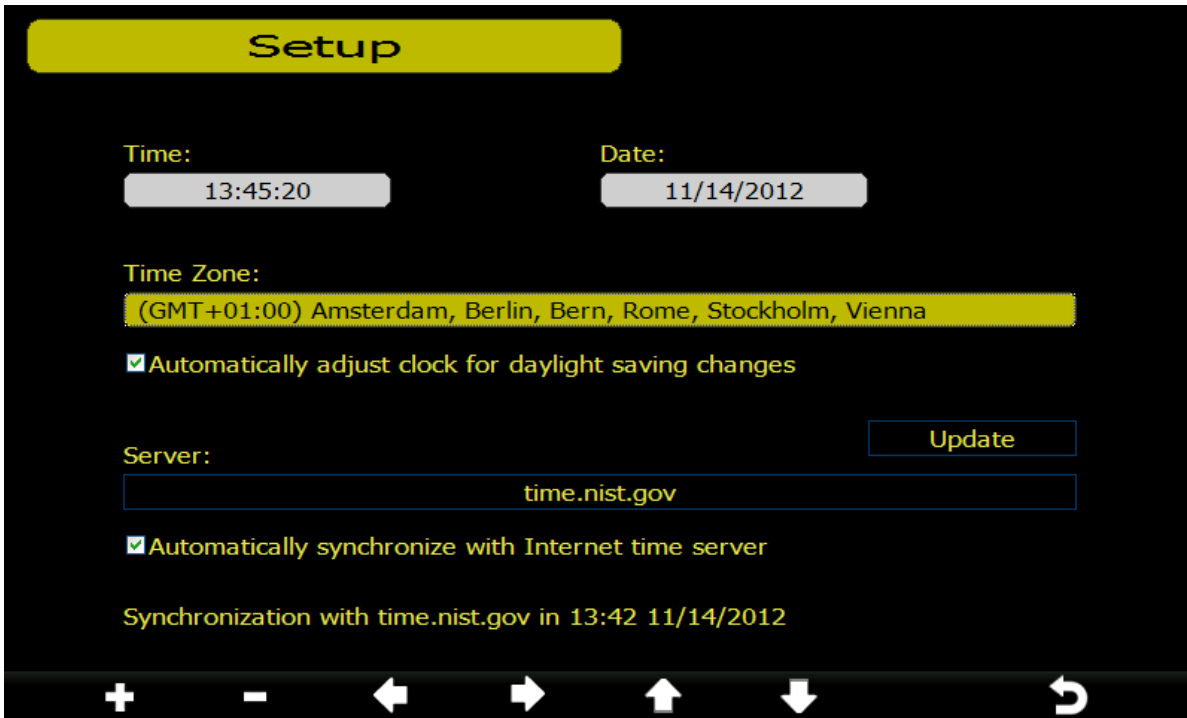 Setup
Time:
Date:
13:45:20
11/14/2012
Time Zone:
(GMT+01:00) Amsterdam, Berlin, Bern, Rome, Stockholm, Vienna
Automatically adjust clock for daylight saving changes
Update
Server:
time.nist.gov
Automatically synchronize with Internet time server
Synchronization with time.nist.gov in 13:42 11/14/2012